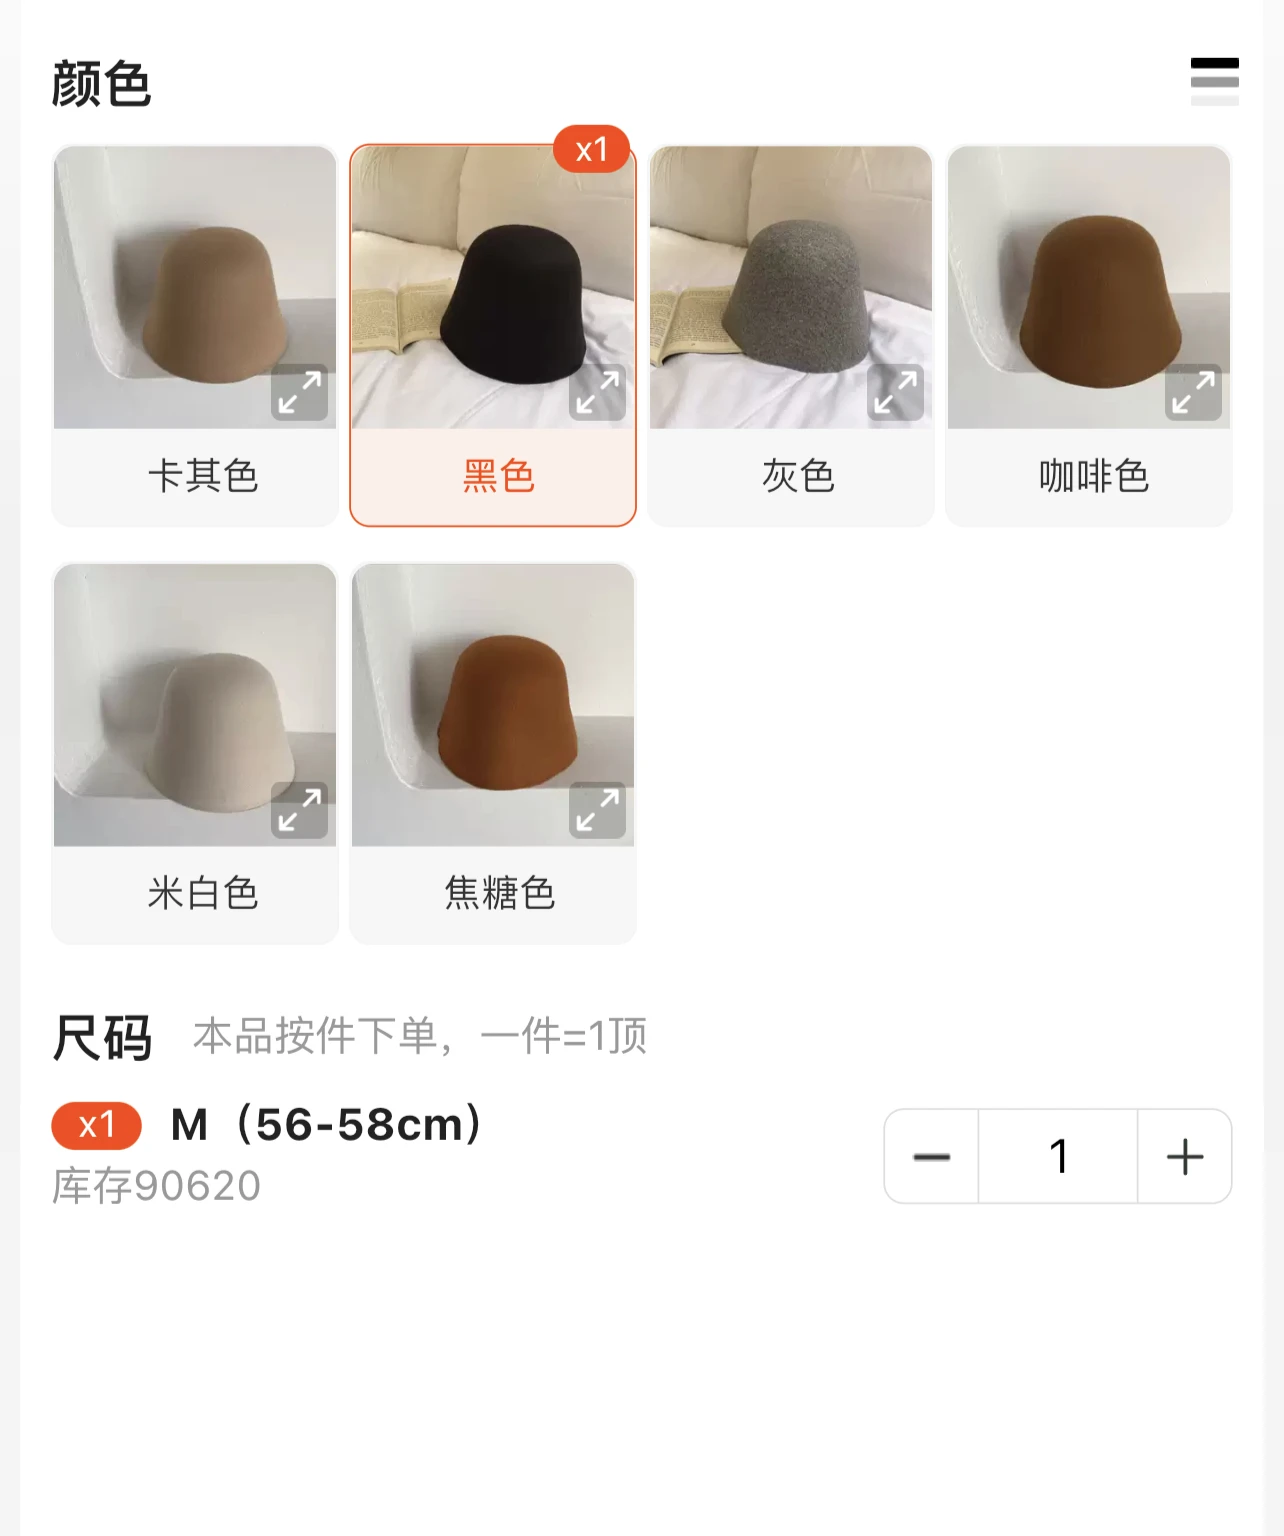 颜色
x1
卡其色
黑色
灰色
咖啡色
米白色
焦糖色
尺码 本品按件下单，一件=1顶
x1 M（56-58cm）
库存90620
1